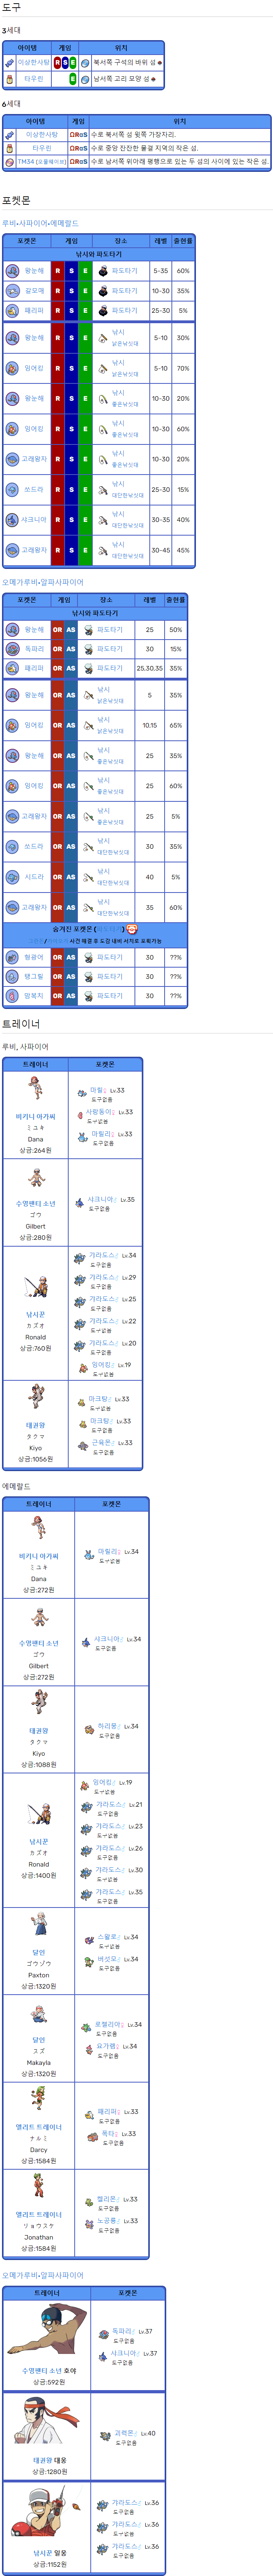 도구
3세대
아이템 게임 위치
이상한사탕 R S E 북서쪽 구석의 바위 섬
타우린 E 남서쪽 고리 모양 섬
6세대
아이템 게임 위치
이상한사탕 ΩRαS 수로 북서쪽 섬 윗쪽 가장자리.
타우린 ΩRαS 수로 중앙 잔잔한 물결 지역의 작은 섬.
TM34 ΩRαS 수로 남서쪽 위아래 평행으로 있는 두 섬의 사이에 있는 작은 섬.
포켓몬
루비·사파이어·에메랄드
포켓몬 게임 장소 레벨 출현률
낚시와 파도타기
왕눈해 R S E 파도타기 5-35 60%
갈모매 R S E 파도타기 10-30 35%
패리퍼 R S E 파도타기 25-30 5%
왕눈해 R S E 낚시 낡은낚싯대 5-10 30%
잉어킹 R S E 낚시 낡은낚싯대 5-10 70%
왕눈해 R S E 낚시 좋은낚싯대 10-30 20%
잉어킹 R S E 낚시 좋은낚싯대 10-30 60%
고래왕자 R S E 낚시 좋은낚싯대 10-30 20%
쏘드라 R S E 낚시 대단한낚싯대 25-30 15%
샤크니아 R S E 낚시 대단한낚싯대 30-35 40%
고래왕자 R S E 낚시 대단한낚싯대 30-45 45%
오메가루비·알파사파이어
포켓몬 게임 장소 레벨 출현률
낚시와 파도타기
왕눈해 OR AS 파도타기 25 50%
독파리 OR AS 파도타기 30 15%
패리퍼 OR AS 파도타기 25,30,35 35%
왕눈해 OR AS 낚시 낡은낚싯대 5 35%
잉어킹 OR AS 낚시 낡은낚싯대 10,15 65%
왕눈해 OR AS 낚시 좋은낚싯대 25 35%
잉어킹 OR AS 낚시 좋은낚싯대 25 60%
고래왕자 OR AS 낚시 좋은낚싯대 25 5%
쏘드라 OR AS 낚시 대단한낚싯대 30 35%
시드라 OR AS 낚시 대단한낚싯대 40 5%
고래왕자 OR AS 낚시 대단한낚싯대 35 60%
숨겨진 포켓몬 (파도타기)
사건 해결 후 도감 네비 서치로 포획가능
형광어 OR AS 파도타기 30 ??%
탱그릴 OR AS 파도타기 30 ??%
맘복치 OR AS 파도타기 30 ??%
트레이너
루비, 사파이어
트레이너 포켓몬
비키니 아가씨
ミユキ
Dana
상금:264원
마릴♀ Lv.33
도구없음
사랑동이♀ Lv.33
도구없음
마릴리♀ Lv.33
도구없음
수영팬티 소년
ゴウ
Gilbert
상금:280원
샤크니아♂ Lv.35
도구없음
낚시꾼
カズオ
Ronald
상금:760원
갸라도스♂ Lv.34
도구없음
갸라도스♂ Lv.29
도구없음
갸라도스♂ Lv.25
도구없음
갸라도스♂ Lv.22
도구없음
갸라도스♂ Lv.20
도구없음
잉어킹♂ Lv.19
도구없음
태권왕
タクマ
Kiyo
상금:1056원
마크탕♂ Lv.33
도구없음
마크탕♂ Lv.33
도구없음
근육몬♂ Lv.33
도구없음
에메랄드
트레이너 포켓몬
비키니 아가씨
ミユキ
Dana
상금:272원
마릴리♀ Lv.34
도구없음
수영팬티 소년
ゴウ
Gilbert
상금:272원
샤크니아♂ Lv.34
도구없음
태권왕
タクマ
Kiyo
상금:1088원
하리뭉♂ Lv.34
도구없음
낚시꾼
カズオ
Ronald
상금:1400원
잉어킹♂ Lv.19
도구없음
갸라도스♂ Lv.21
도구없음
갸라도스♂ Lv.23
도구없음
갸라도스♂ Lv.26
도구없음
갸라도스♂ Lv.30
도구없음
갸라도스♂ Lv.35
도구없음
달인
ゴウゾウ
Paxton
상금:1320원
스왈로♂ Lv.34
도구없음
버섯모♂ Lv.34
도구없음
달인
スズ
Makayla
상금:1320원
로젤리아♀ Lv.34
도구없음
요가램♀ Lv.34
도구없음
엘리트 트레이너
ナルミ
Darcy
상금:1584원
패리퍼♀ Lv.33
도구없음
폭타♀ Lv.33
도구없음
엘리트 트레이너
リョウスケ
Jonathan
상금:1584원
젤리몬♂ Lv.33
도구없음
노공룡♂ Lv.33
도구없음
오메가루비·알파사파이어
트레이너 포켓몬
수영팬티 소년 호야
상금:592원
독파리♂ Lv.37
도구없음
샤크니아♂ Lv.37
도구없음
태권왕 태웅
상금:1280원
괴력몬♂ Lv.40
도구없음
낚시꾼 일웅
상금:1152원
갸라도스♂ Lv.36
도구없음
갸라도스♂ Lv.36
도구없음
갸라도스♂ Lv.36
도구없음